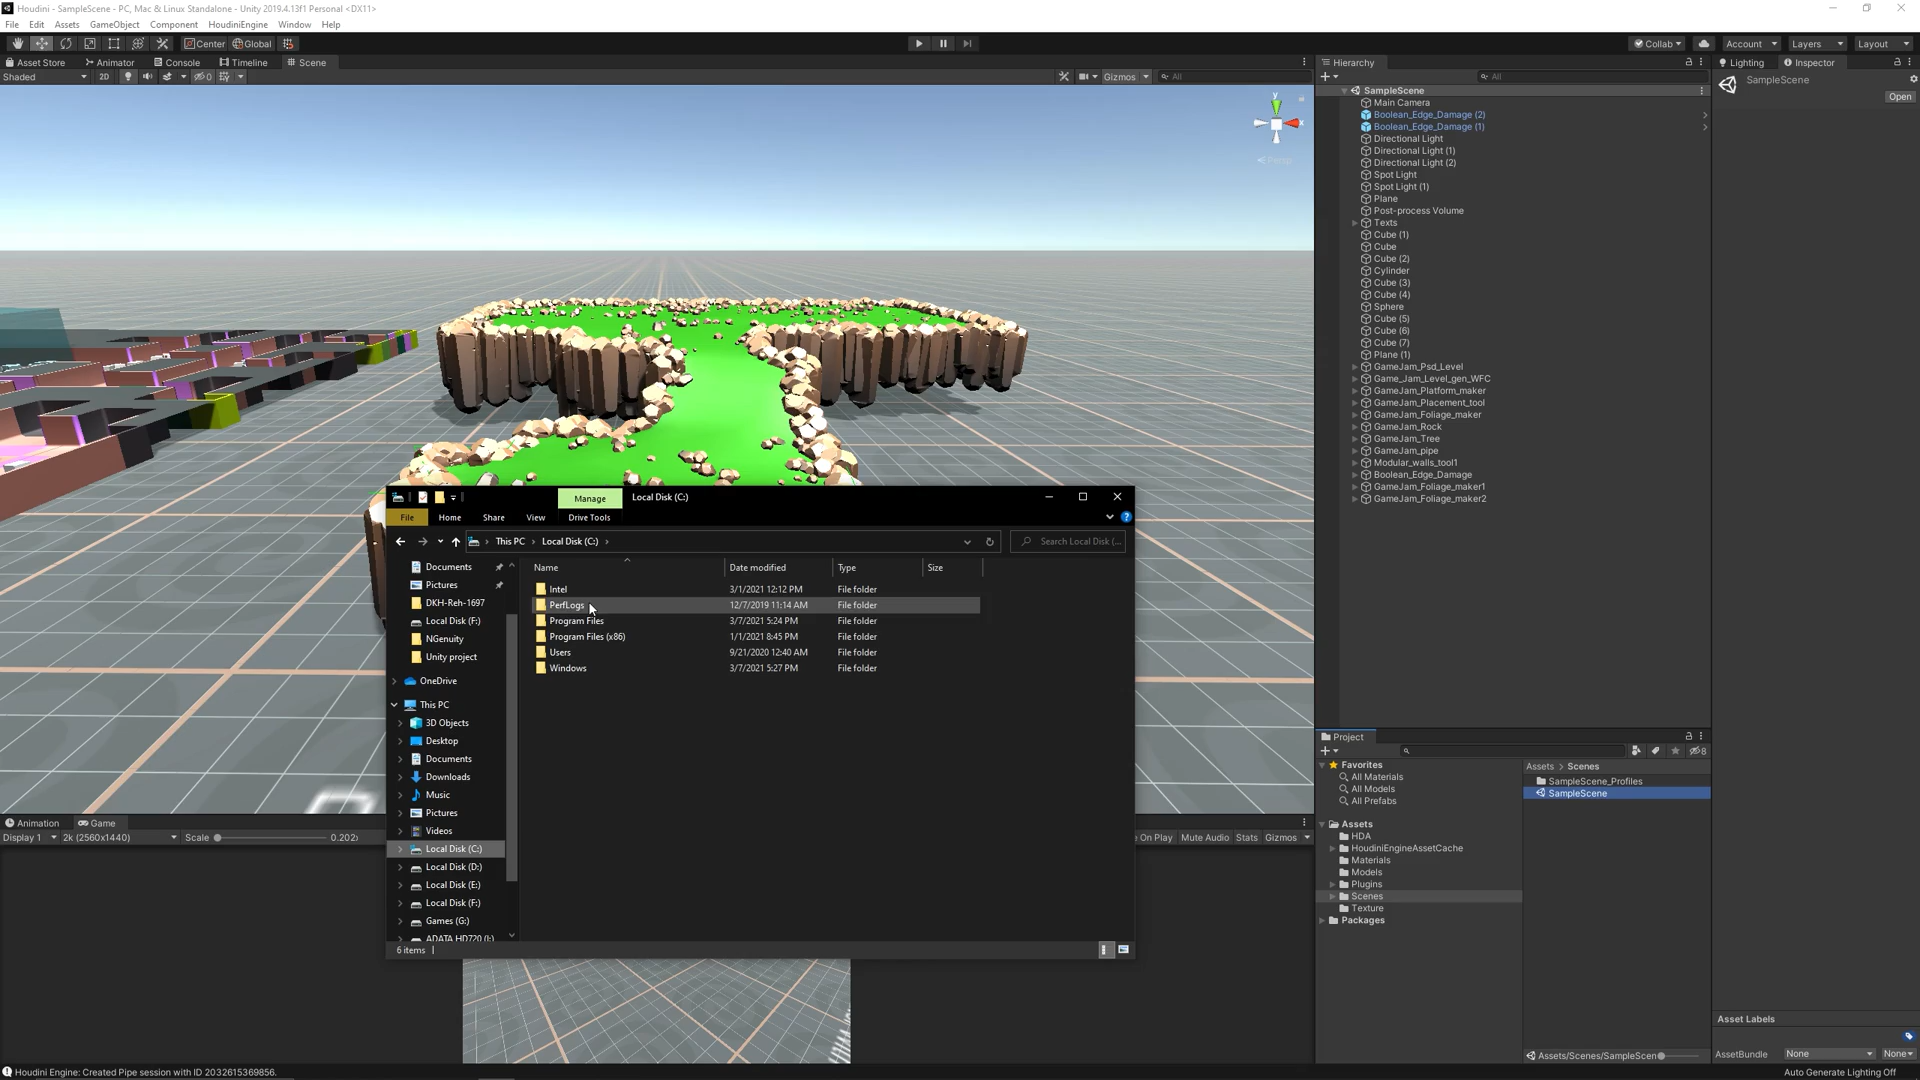 Houdini - SampleScene - PC, Mac & Linux Standalone - Unity 2019.4.13f1 Personal <DX11>
File Edit Assets GameObject Component HoudiniEngine Window Help
Center Global
Collab Account Layers Layout
Asset Store Animator Console Timeline Scene
Shaded 2D 0 Gizmos All
y
x
Persp
Hierarchy
All
SampleScene
Main Camera
Boolean_Edge_Damage (2)
Boolean_Edge_Damage (1)
Directional Light
Directional Light (1)
Directional Light (2)
Spot Light
Spot Light (1)
Plane
Post-process Volume
Texts
Cube (1)
Cube
Cube (2)
Cylinder
Cube (3)
Cube (4)
Sphere
Cube (5)
Cube (6)
Cube (7)
Plane (1)
GameJam_Psd_Level
Game_Jam_Level_gen_WFC
GameJam_Platform_maker
GameJam_Placement_tool
GameJam_Foliage_maker
GameJam_Rock
GameJam_Tree
GameJam_pipe
Modular_walls_tool1
Boolean_Edge_Damage
GameJam_Foliage_maker1
GameJam_Foliage_maker2
Lighting Inspector
SampleScene
Open
Manage Local Disk (C:)
File Home Share View Drive Tools
This PC Local Disk (C:)
Search Local Disk (...
Documents
Pictures
DKH-Reh-1697
Local Disk (F:)
NGenuity
Unity project
OneDrive
This PC
3D Objects
Desktop
Documents
Downloads
Music
Pictures
Videos
Local Disk (C:)
Local Disk (D:)
Local Disk (E:)
Local Disk (F:)
Games (G:)
ADATA HD720 (I:)
Name Date modified Type Size
Intel 3/1/2021 12:12 PM File folder
PerfLogs 12/7/2019 11:14 AM File folder
Program Files 3/7/2021 5:24 PM File folder
Program Files (x86) 1/1/2021 8:45 PM File folder
Users 9/21/2020 12:40 AM File folder
Windows 3/7/2021 5:27 PM File folder
6 items
Animation Game
Display 1 2k (2560x1440) Scale 0.202x
e On Play Mute Audio Stats Gizmos
Project
8
Favorites
All Materials
All Models
All Prefabs
Assets
HDA
HoudiniEngineAssetCache
Materials
Models
Plugins
Scenes
Texture
Packages
Assets > Scenes
SampleScene_Profiles
SampleScene
Assets/Scenes/SampleScen
Asset Labels
AssetBundle None None
Houdini Engine: Created Pipe session with ID 2032615369856.
Auto Generate Lighting Off